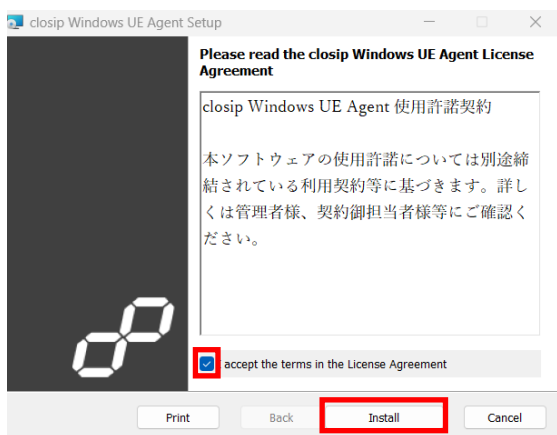 closip Windows UE Agent Setup
Please read the closip Windows UE Agent License
Agreement
closip Windows UE Agent 使用許諾契約
本ソフトウェアの使用許諾については別途締
結されている利用契約等に基づきます。詳し
くは管理者様、契約御担当者様等にご確認く
ださい。
accept the terms in the License Agreement
Print Back Install Cancel